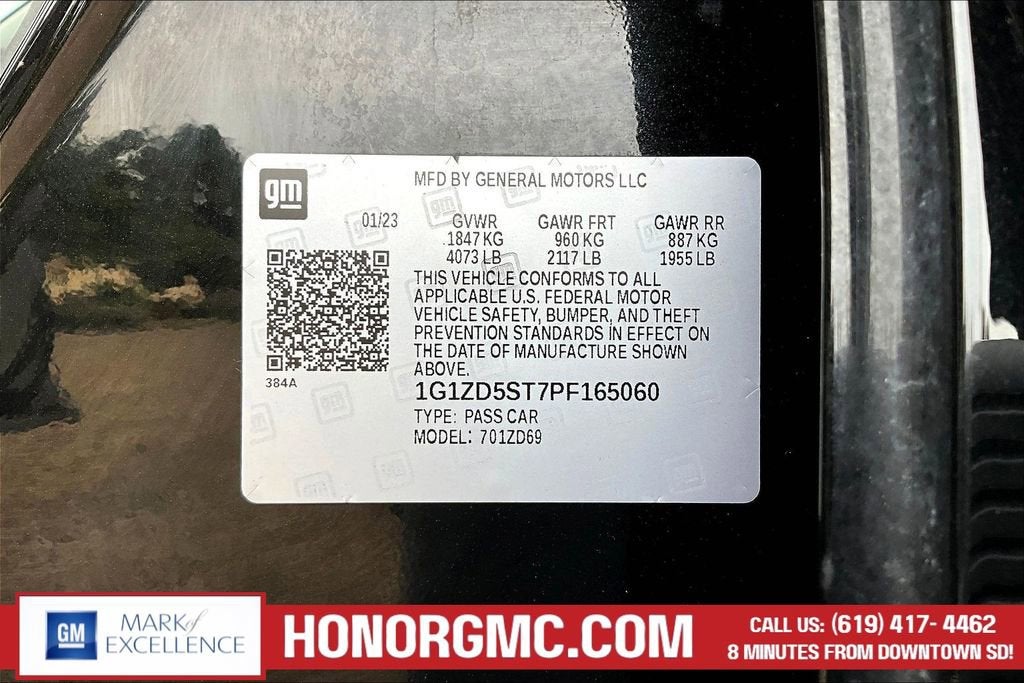 gm
MFD BY GENERAL MOTORS LLC
01/23 GVWR GAWR FRT GAWR RR
.1847 KG 960 KG 887 KG
4073 LB 2117 LB 1955 LB
THIS VEHICLE CONFORMS TO ALL
APPLICABLE U.S. FEDERAL MOTOR
VEHICLE SAFETY, BUMPER, AND THEFT
PREVENTION STANDARDS IN EFFECT ON
THE DATE OF MANUFACTURE SHOWN
ABOVE.
384A
1G1ZD5ST7PF165060
TYPE: PASS CAR
MODEL: 701ZD69
GM
MARK of
EXCELLENCE
HONORGMC.COM
CALL US: (619) 417- 4462
8 MINUTES FROM DOWNTOWN SD!